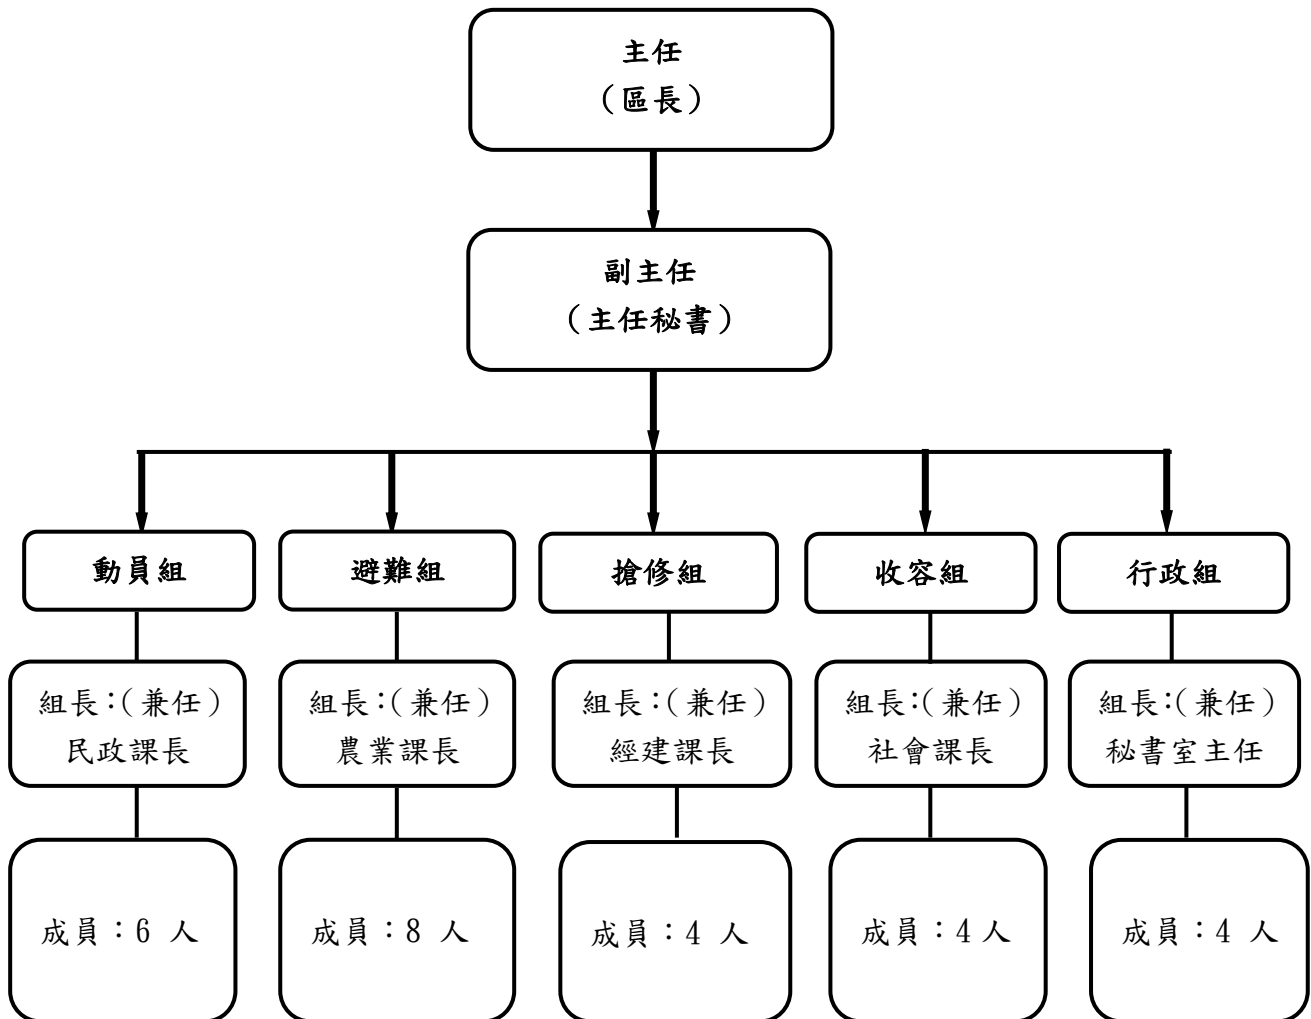 主任
（區長）
副主任
（主任秘書）
動員組
避難組
搶修組
收容組
行政組
組長：（兼任）
民政課長
組長：（兼任）
農業課長
組長：（兼任）
經建課長
組長：（兼任）
社會課長
組長：（兼任）
秘書室主任
成員：6 人
成員：8 人
成員：4 人
成員：4人
成員：4 人